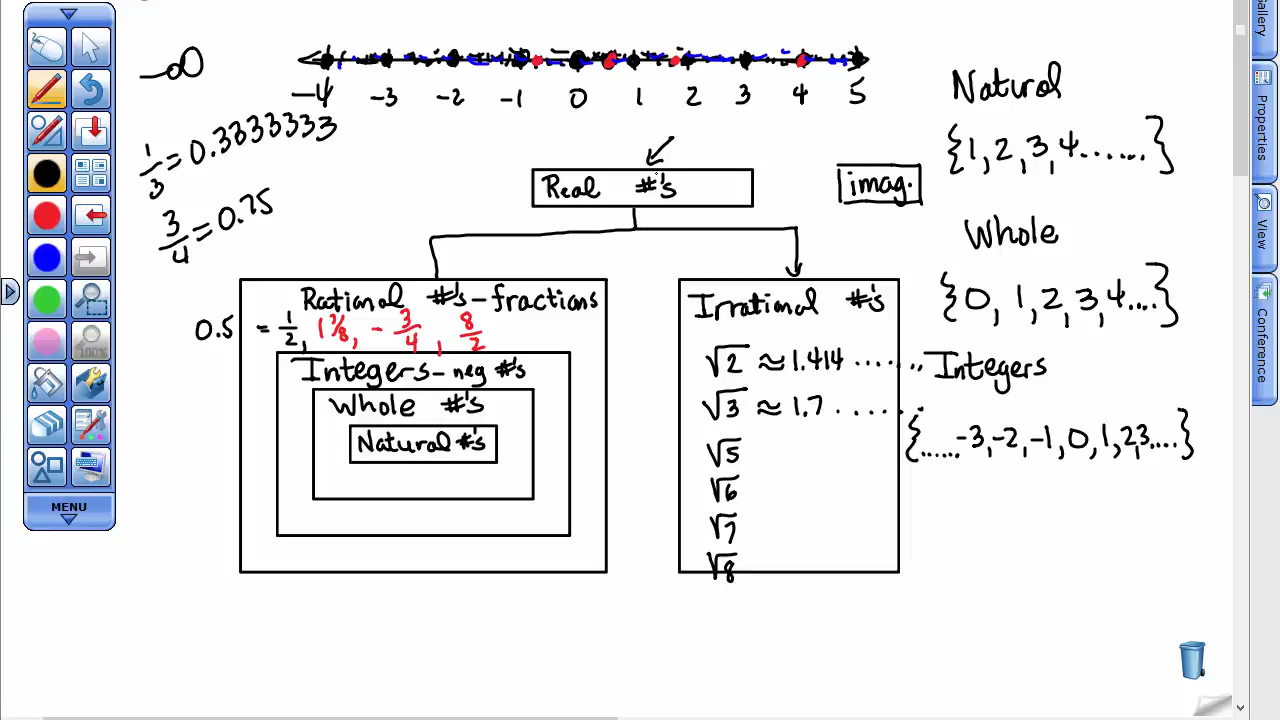 -∞
-4 -3 -2 -1 0 1 2 3 4 5
1/3 = 0.3333333
3/4 = 0.75
Real #'s
imag.
Natural
{1, 2, 3, 4......}
Whole
{0, 1, 2, 3, 4....}
Integers
{......-3, -2, -1, 0, 1, 23,....}
Rational #'s - fractions
0.5 = 1/2, 1 7/8, - 3/4, 8/2
Integers - neg #'s
Whole #'s
Natural #'s
Irrational #'s
√2 ≈ 1.414 .......
√3 ≈ 1.7 .......
√5
√6
√7
√8
100%
MENU
Gallery
Properties
View
Conference